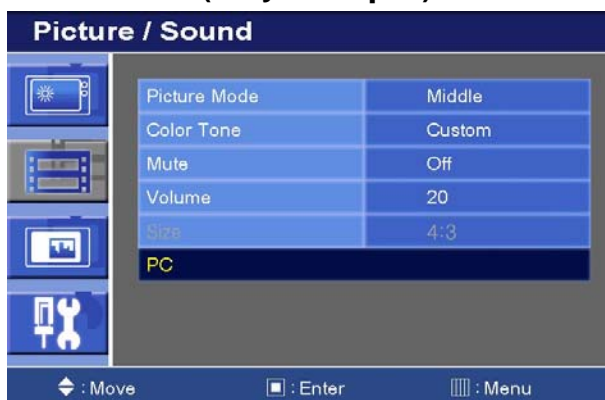 Picture / Sound
Picture Mode Middle
Color Tone Custom
Mute Off
Volume 20
Size 4:3
PC
: Move : Enter : Menu